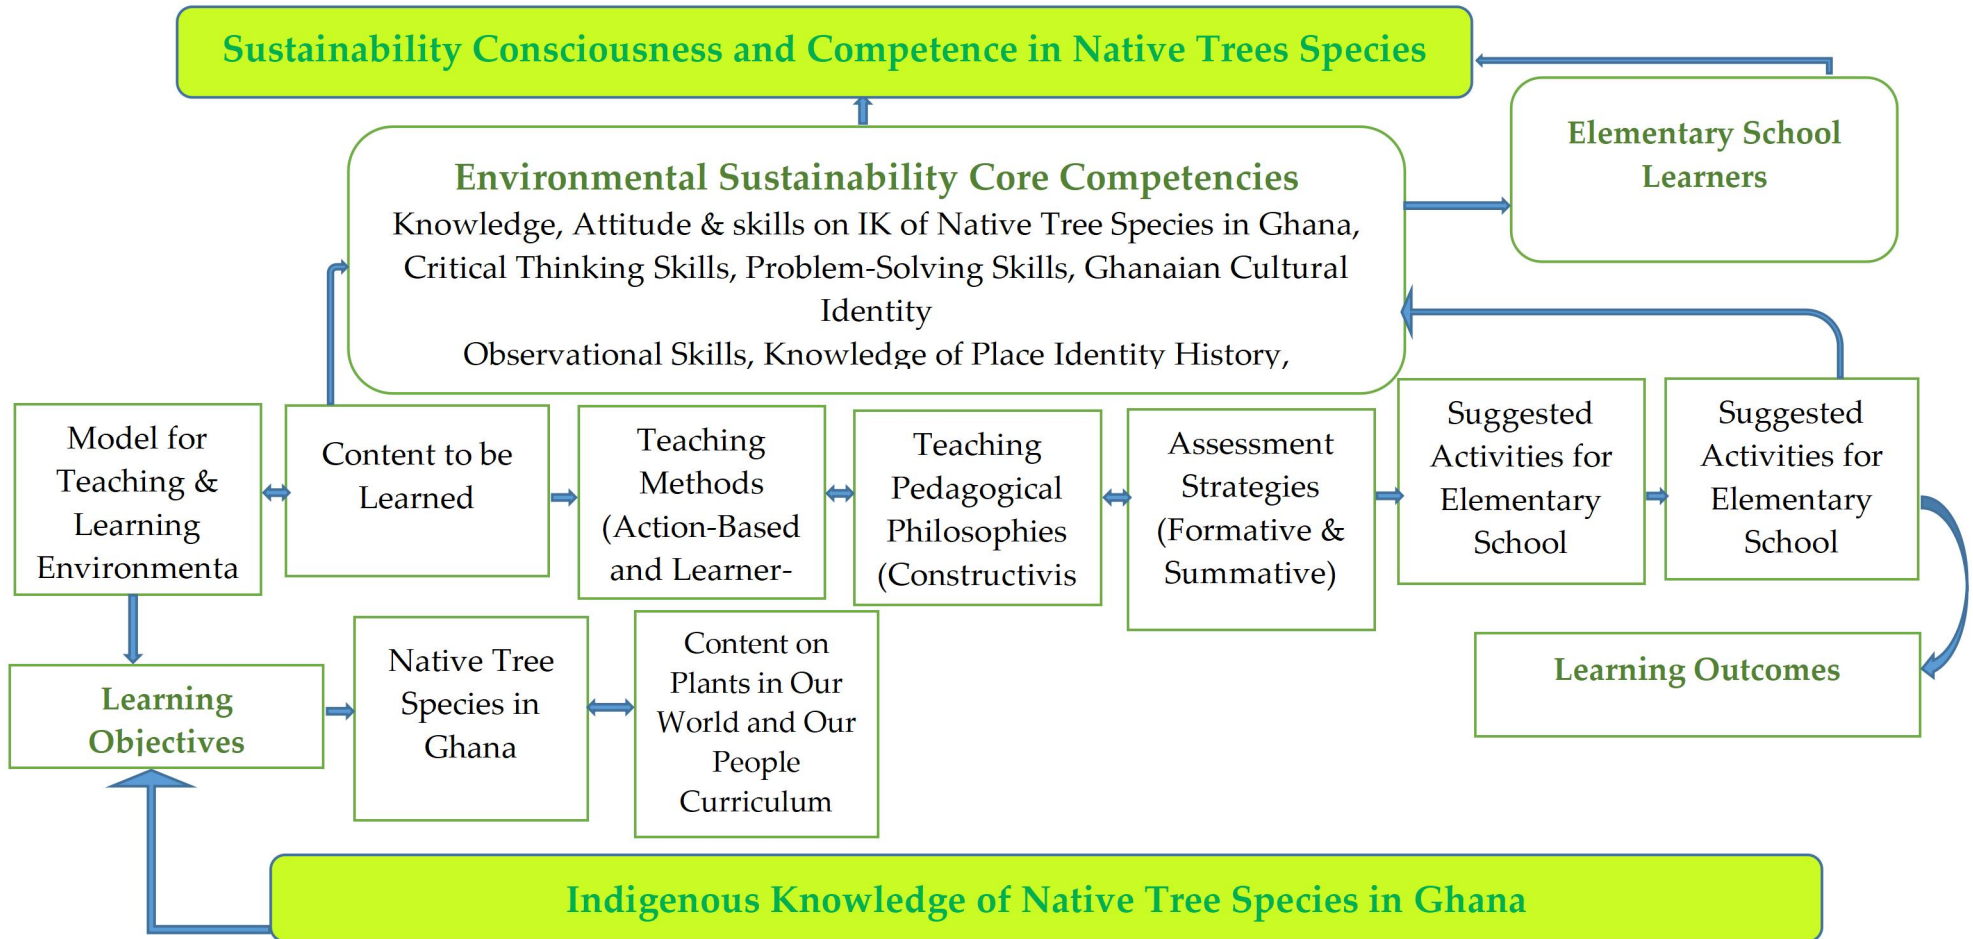 Sustainability Consciousness and Competence in Native Trees Species
Elementary School
Learners
Environmental Sustainability Core Competencies
Knowledge, Attitude & skills on IK of Native Tree Species in Ghana,
Critical Thinking Skills, Problem-Solving Skills, Ghanaian Cultural
Identity
Observational Skills, Knowledge of Place Identity History,
Model for
Teaching &
Learning
Environmenta
Content to be
Learned
Teaching
Methods
(Action-Based
and Learner-
Teaching
Pedagogical
Philosophies
(Constructivis
Assessment
Strategies
(Formative &
Summative)
Suggested
Activities for
Elementary
School
Suggested
Activities for
Elementary
School
Learning
Objectives
Native Tree
Species in
Ghana
Content on
Plants in Our
World and Our
People
Curriculum
Learning Outcomes
Indigenous Knowledge of Native Tree Species in Ghana